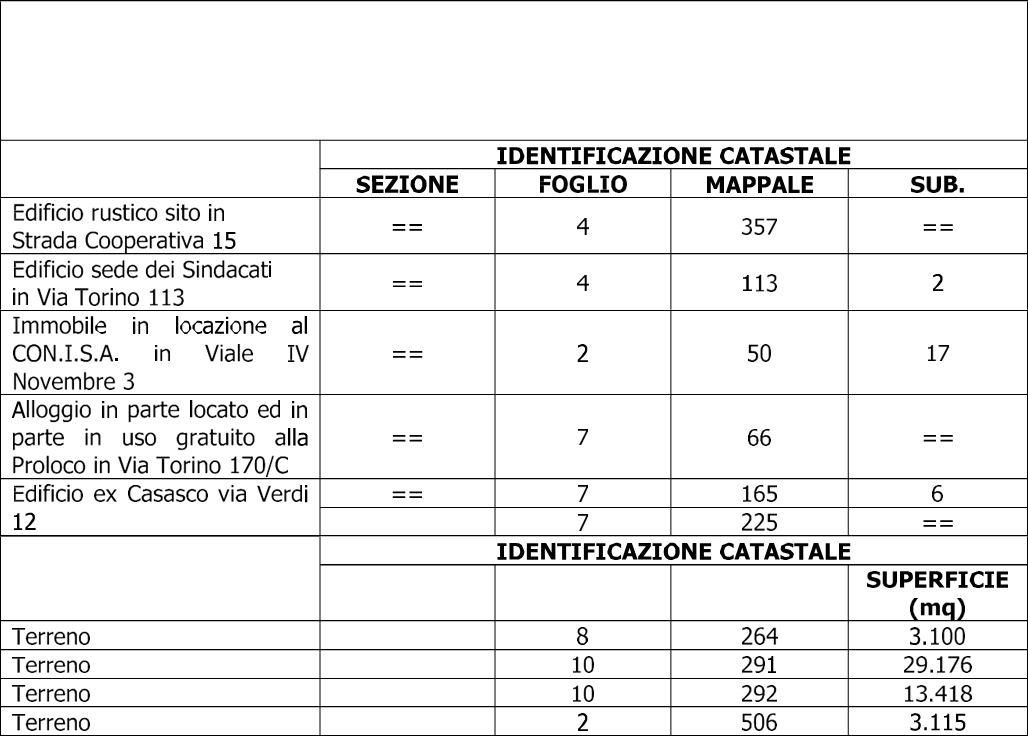 IDENTIFICAZIONE CATASTALE
SEZIONE FOGLIO MAPPALE SUB.
Edificio rustico sito in
Strada Cooperativa 15 == 4 357 ==
Edificio sede dei Sindacati
in Via Torino 113 == 4 113 2
Immobile in locazione al
CON.I.S.A. in Viale IV == 2 50 17
Novembre 3
Alloggio in parte locato ed in
parte in uso gratuito alla == 7 66 ==
Proloco in Via Torino 170/C
Edificio ex Casasco via Verdi == 7 165 6
12 7 225 ==
IDENTIFICAZIONE CATASTALE
SUPERFICIE
(mq)
Terreno 8 264 3.100
Terreno 10 291 29.176
Terreno 10 292 13.418
Terreno 2 506 3.115